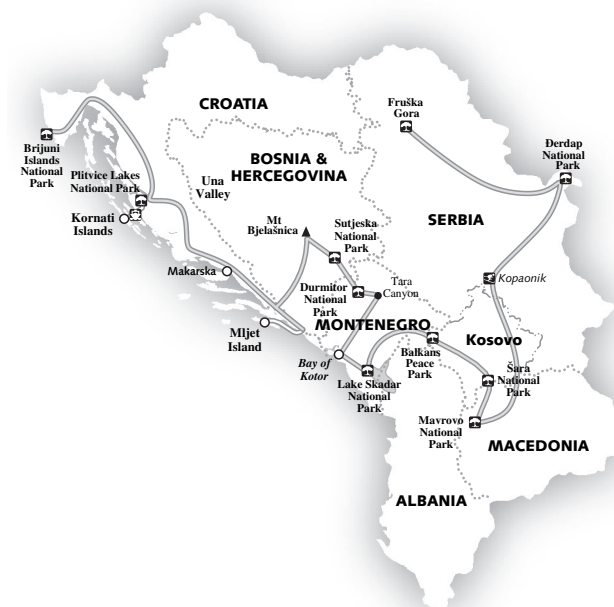 CROATIA
Fruška
Gora
Đerdap
National
Park
Brijuni
Islands
National
Park
Plitvice Lakes
National Park
BOSNIA &
HERCEGOVINA
Una
Valley
Kornati
Islands
Mt
Bjelašnica
Sutjeska
National
Park
SERBIA
Makarska
Durmitor
National
Park
Tara
Canyon
Kopaonik
Mljet
Island
MONTENEGRO
Kosovo
Bay of
Kotor
Balkans
Peace
Park
Šara
National
Park
Lake Skadar
National
Park
Mavrovo
National
Park
MACEDONIA
ALBANIA